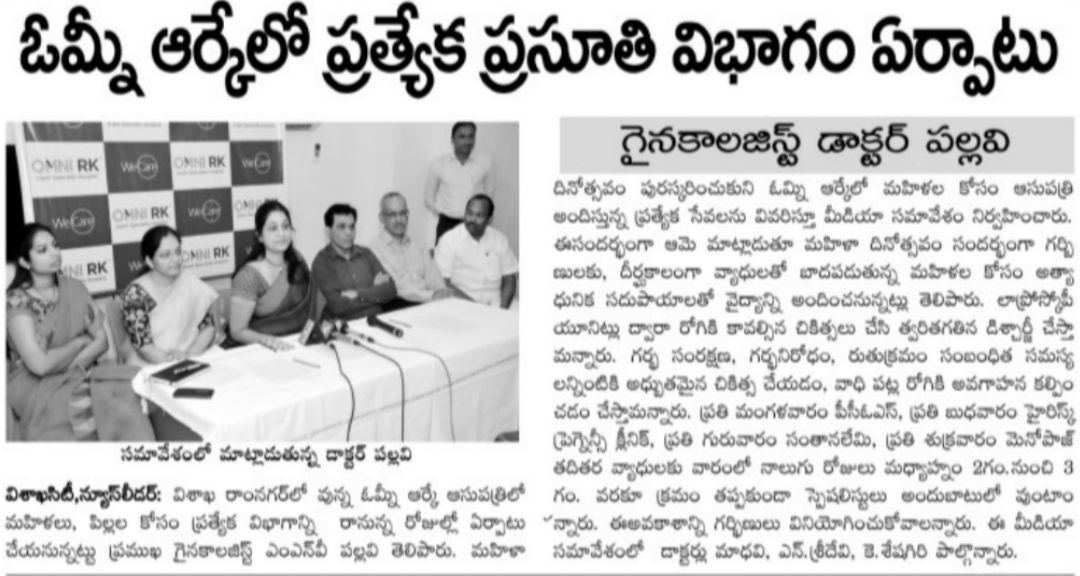 ఓమ్నీ ఆర్కేలో ప్రత్యేక ప్రసూతి విభాగం ఏర్పాటు
OMNI RK
WeCare
OMNI RK
WeCare
WeCare
OMNI RK
WeCare
OMNI
OMNI RK
OMNI RK
సమావేశంలో మాట్లాడుతున్న డాక్టర్ పల్లవి
విశాఖసిటీ,న్యూస్‌లీడర్: విశాఖ రాంనగర్‌లో వున్న ఓమ్నీ ఆర్కే ఆసుపత్రిలో
మహిళలు, పిల్లల కోసం ప్రత్యేక విభాగాన్ని రానున్న రోజుల్లో ఏర్పాటు
చేయనున్నట్టు ప్రముఖ గైనకాలజిస్ట్ ఎంఎన్‌వీ పల్లవి తెలిపారు. మహిళా
గైనకాలజిస్ట్ డాక్టర్ పల్లవి
దినోత్సవం పురస్కరించుకుని ఓమ్నీ ఆర్కేలో మహిళల కోసం ఆసుపత్రి
అందిస్తున్న ప్రత్యేక సేవలను వివరిస్తూ మీడియా సమావేశం నిర్వహించారు.
ఈసందర్భంగా ఆమె మాట్లాడుతూ మహిళా దినోత్సవం సందర్భంగా గర్భి
ణులకు, దీర్ఘకాలంగా వ్యాధులతో బాదపడుతున్న మహిళల కోసం అత్యా
ధునిక సదుపాయాలతో వైద్యాన్ని అందించనున్నట్లు తెలిపారు. లాప్రోస్కోపీ
యూనిట్లు ద్వారా రోగికి కావల్సిన చికిత్సలు చేసి త్వరితగతిన డిశ్చార్జీ చేస్తా
మన్నారు. గర్భ సంరక్షణ, గర్భనిరోధం, రుతుక్రమం సంబంధిత సమస్య
లన్నింటికి అధ్బుతమైన చికిత్స చేయడం, వాధి పట్ల రోగికి అవగాహన కల్పిం
చడం చేస్తామన్నారు. ప్రతి మంగళవారం పీసీఓఎస్, ప్రతి బుధవారం హైరిస్క్
ప్రెగ్నెన్సీ క్లీనిక్, ప్రతి గురువారం సంతానలేమి, ప్రతి శుక్రవారం మెనోపాజ్
తదితర వ్యాధులకు వారంలో నాలుగు రోజులు మధ్యాహ్నం 2గం.నుంచి 3
గం. వరకూ క్రమం తప్పకుండా స్పెషలిస్టులు అందుబాటులో వుంటాం
న్నారు. ఈఅవకాశాన్ని గర్భిణులు వినియోగించుకోవాలన్నారు. ఈ మీడియా
సమావేశంలో డాక్టర్లు మాధవి, ఎన్.శ్రీదేవి, కె.శేషగిరి పాల్గొన్నారు.